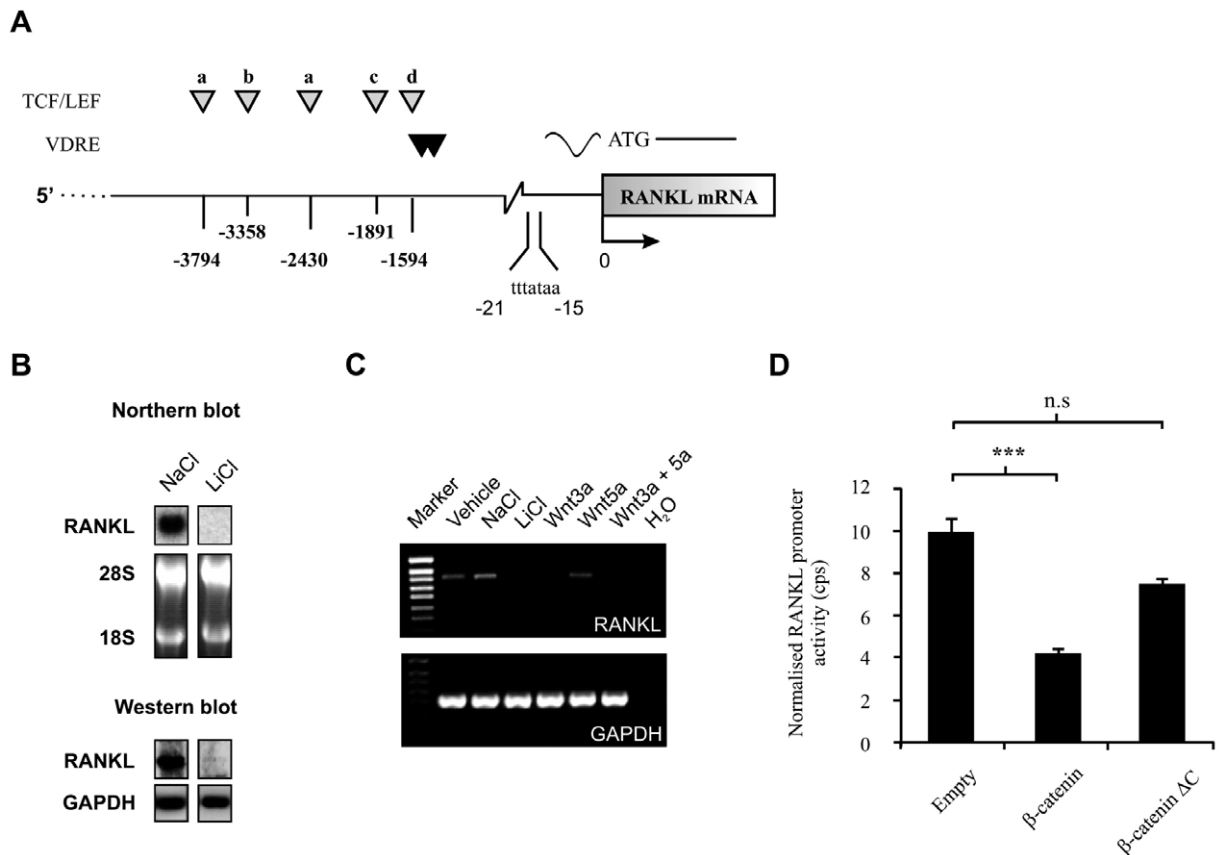 A
a b a c d
TCF/LEF
VDRE
ATG
5'
RANKL mRNA
-3794
-3358
-2430
-1891
-1594
0
tttataa
-21
-15
B
Northern blot
NaCl
LiCl
RANKL
28S
18S
Western blot
RANKL
GAPDH
C
Marker
Vehicle
NaCl
LiCl
Wnt3a
Wnt5a
Wnt3a + 5a
H₂O
RANKL
GAPDH
D
n.s
***
Normalised RANKL promoter
activity (cps)
12
10
8
6
4
2
0
Empty
β-catenin
β-catenin ΔC